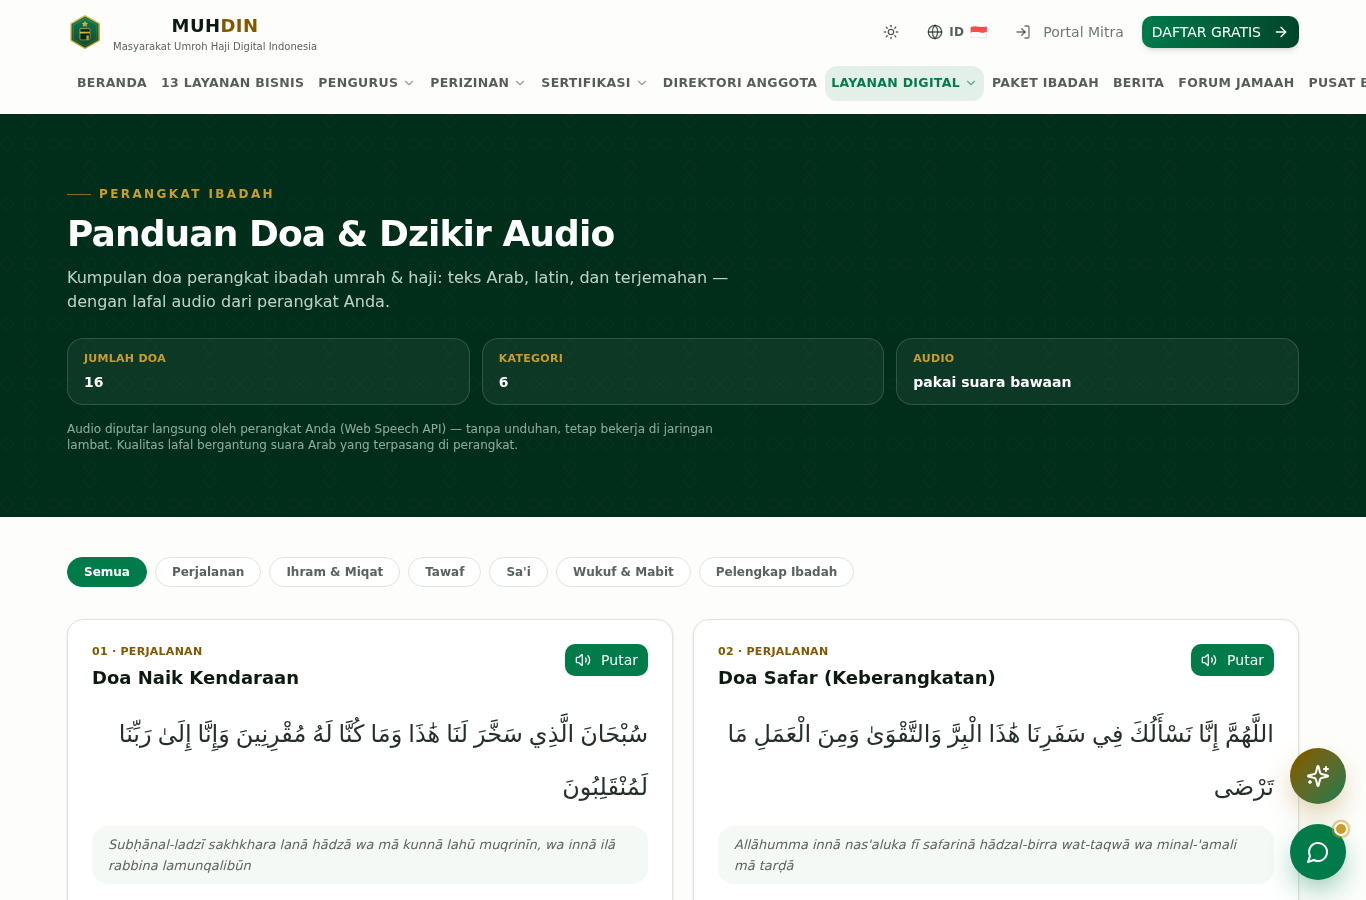 MUHDIN
Masyarakat Umroh Haji Digital Indonesia
ID
Portal Mitra
DAFTAR GRATIS
BERANDA
13 LAYANAN BISNIS
PENGURUS
PERIZINAN
SERTIFIKASI
DIREKTORI ANGGOTA
LAYANAN DIGITAL
PAKET IBADAH
BERITA
FORUM JAMAAH
PUSAT
PERANGKAT IBADAH
Panduan Doa & Dzikir Audio
Kumpulan doa perangkat ibadah umrah & haji: teks Arab, latin, dan terjemahan —
dengan lafal audio dari perangkat Anda.
JUMLAH DOA
16
KATEGORI
6
AUDIO
pakai suara bawaan
Audio diputar langsung oleh perangkat Anda (Web Speech API) — tanpa unduhan, tetap bekerja di jaringan
lambat. Kualitas lafal bergantung suara Arab yang terpasang di perangkat.
Semua
Perjalanan
Ihram & Miqat
Tawaf
Sa'i
Wukuf & Mabit
Pelengkap Ibadah
01 · PERJALANAN
Doa Naik Kendaraan
Putar
سُبْحَانَ الَّذِي سَخَّرَ لَنَا هَٰذَا وَمَا كُنَّا لَهُ مُقْرِنِينَ وَإِنَّا إِلَىٰ رَبِّنَا
لَمُنْقَلِبُونَ
Subḥānal-ladzī sakhkhara lanā hādzā wa mā kunnā lahū muqrinīn, wa innā ilā
rabbina lamunqalibūn
02 · PERJALANAN
Doa Safar (Keberangkatan)
Putar
اللَّهُمَّ إِنَّا نَسْأَلُكَ فِي سَفَرِنَا هَٰذَا الْبِرَّ وَالتَّقْوَىٰ وَمِنَ الْعَمَلِ مَا
تَرْضَى
Allāhumma innā nas'aluka fī safarinā hādzal-birra wat-taqwā wa minal-'amali
mā tarḍā